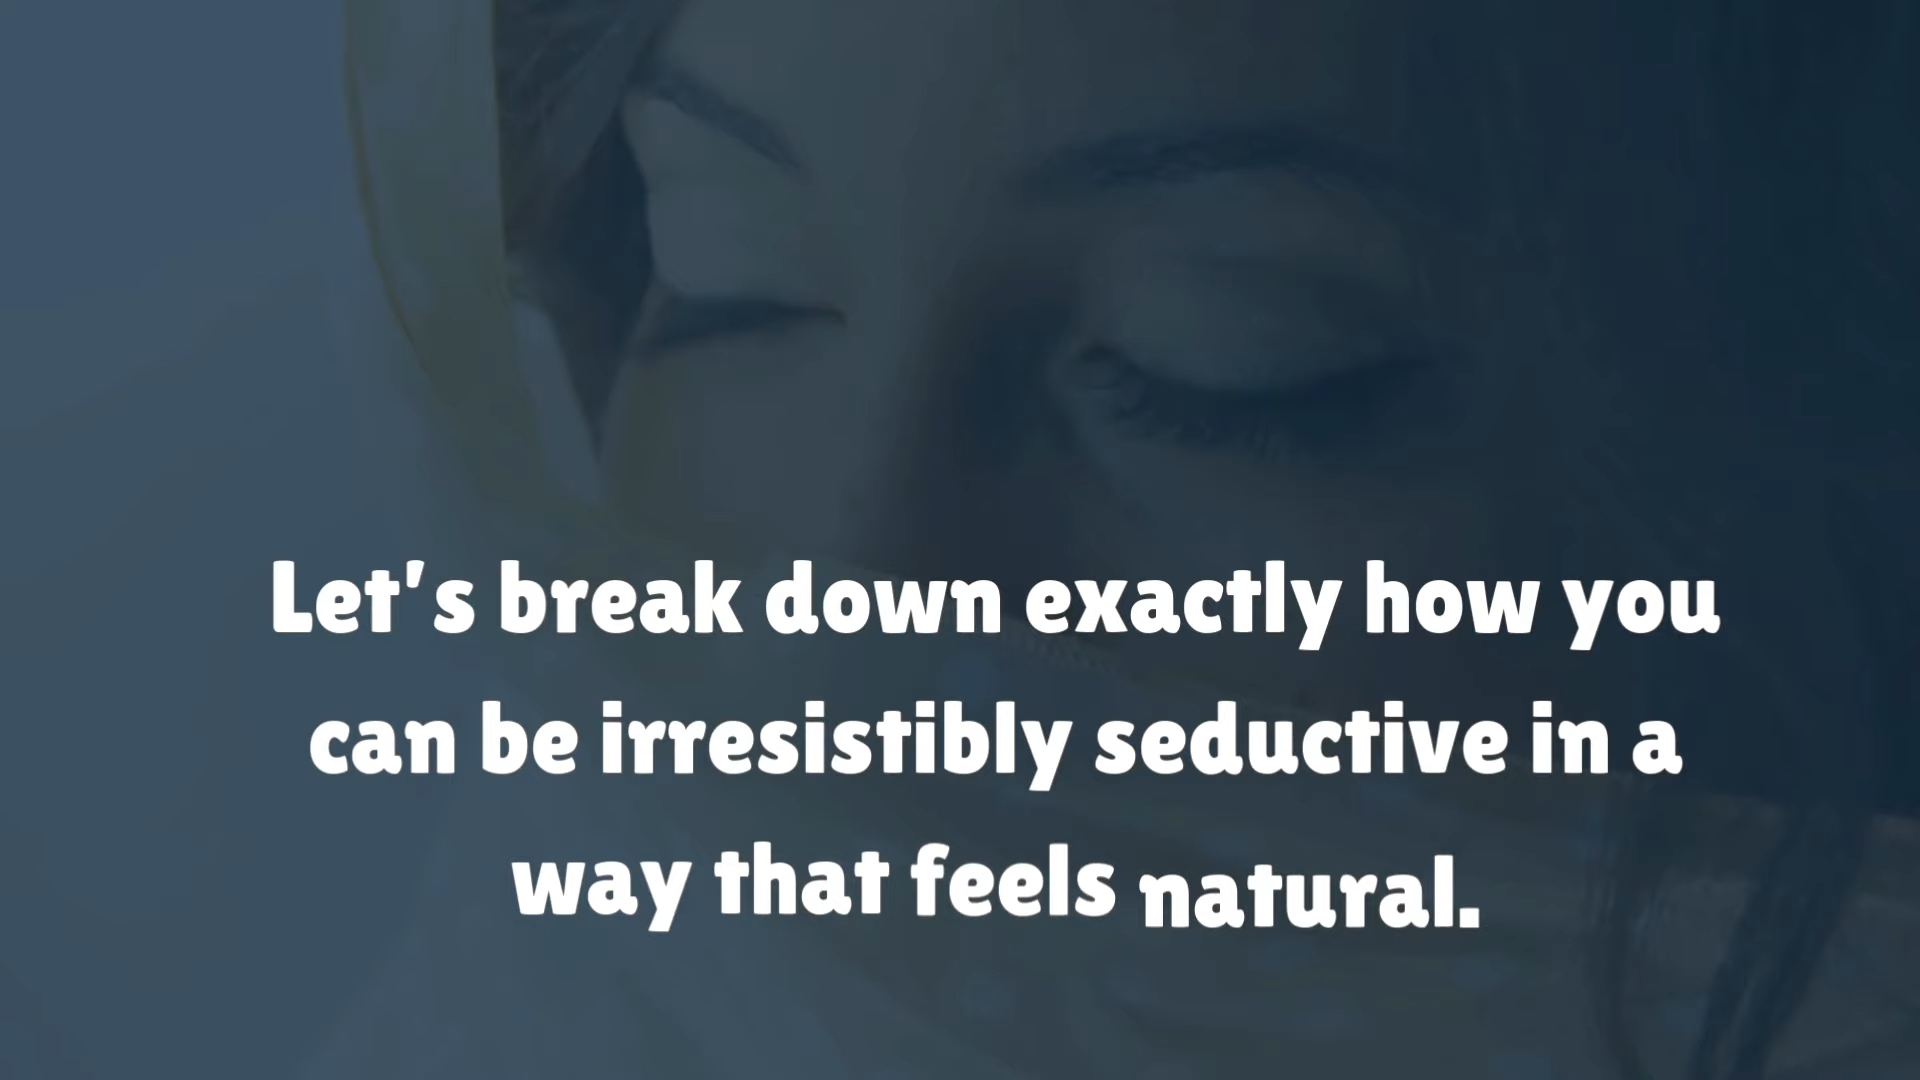 Let's break down exactly how you
can be irresistibly seductive in a
way that feels natural.